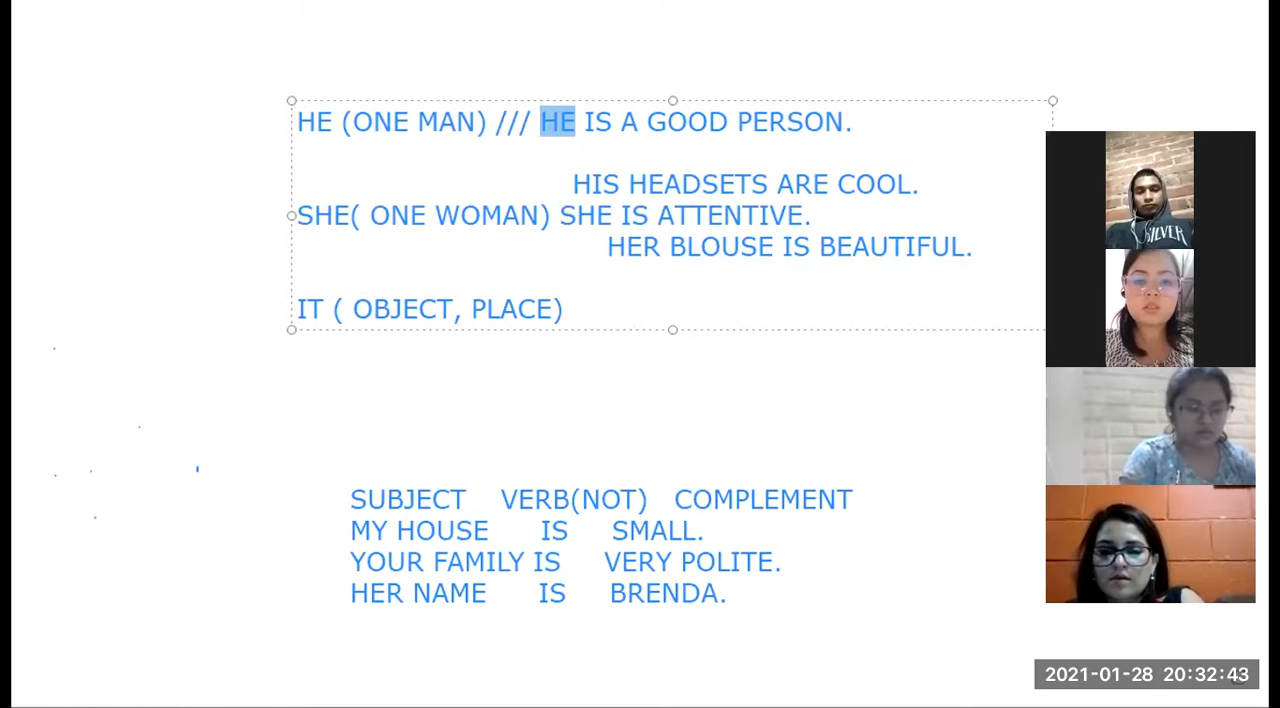 HE (ONE MAN) /// HE IS A GOOD PERSON.
HIS HEADSETS ARE COOL.
SHE( ONE WOMAN) SHE IS ATTENTIVE.
HER BLOUSE IS BEAUTIFUL.
IT ( OBJECT, PLACE)
SUBJECT VERB(NOT) COMPLEMENT
MY HOUSE IS SMALL.
YOUR FAMILY IS VERY POLITE.
HER NAME IS BRENDA.
SILVER
2021-01-28 20:32:43